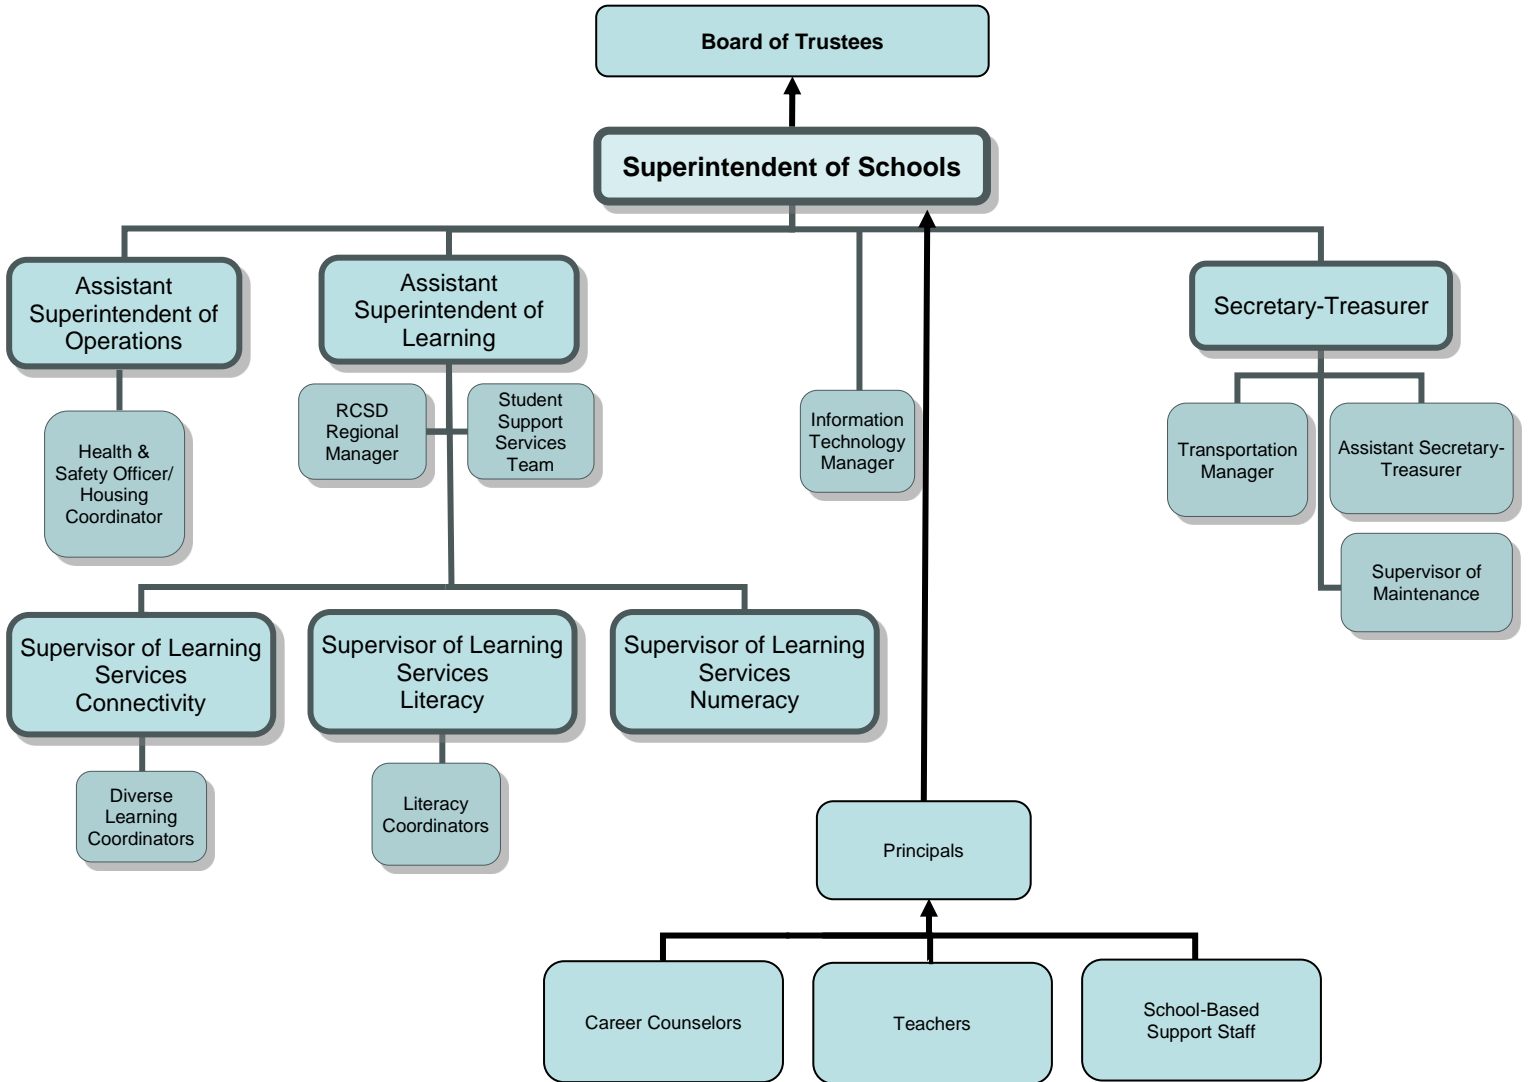 Board of Trustees
Superintendent of Schools
Assistant
Superintendent of
Operations
Assistant
Superintendent of
Learning
Secretary-Treasurer
Health &
Safety Officer/
Housing
Coordinator
RCSD
Regional
Manager
Student
Support
Services
Team
Information
Technology
Manager
Transportation
Manager
Assistant Secretary-
Treasurer
Supervisor of
Maintenance
Supervisor of Learning
Services
Connectivity
Supervisor of Learning
Services
Literacy
Supervisor of Learning
Services
Numeracy
Diverse
Learning
Coordinators
Literacy
Coordinators
Principals
Career Counselors
Teachers
School-Based
Support Staff